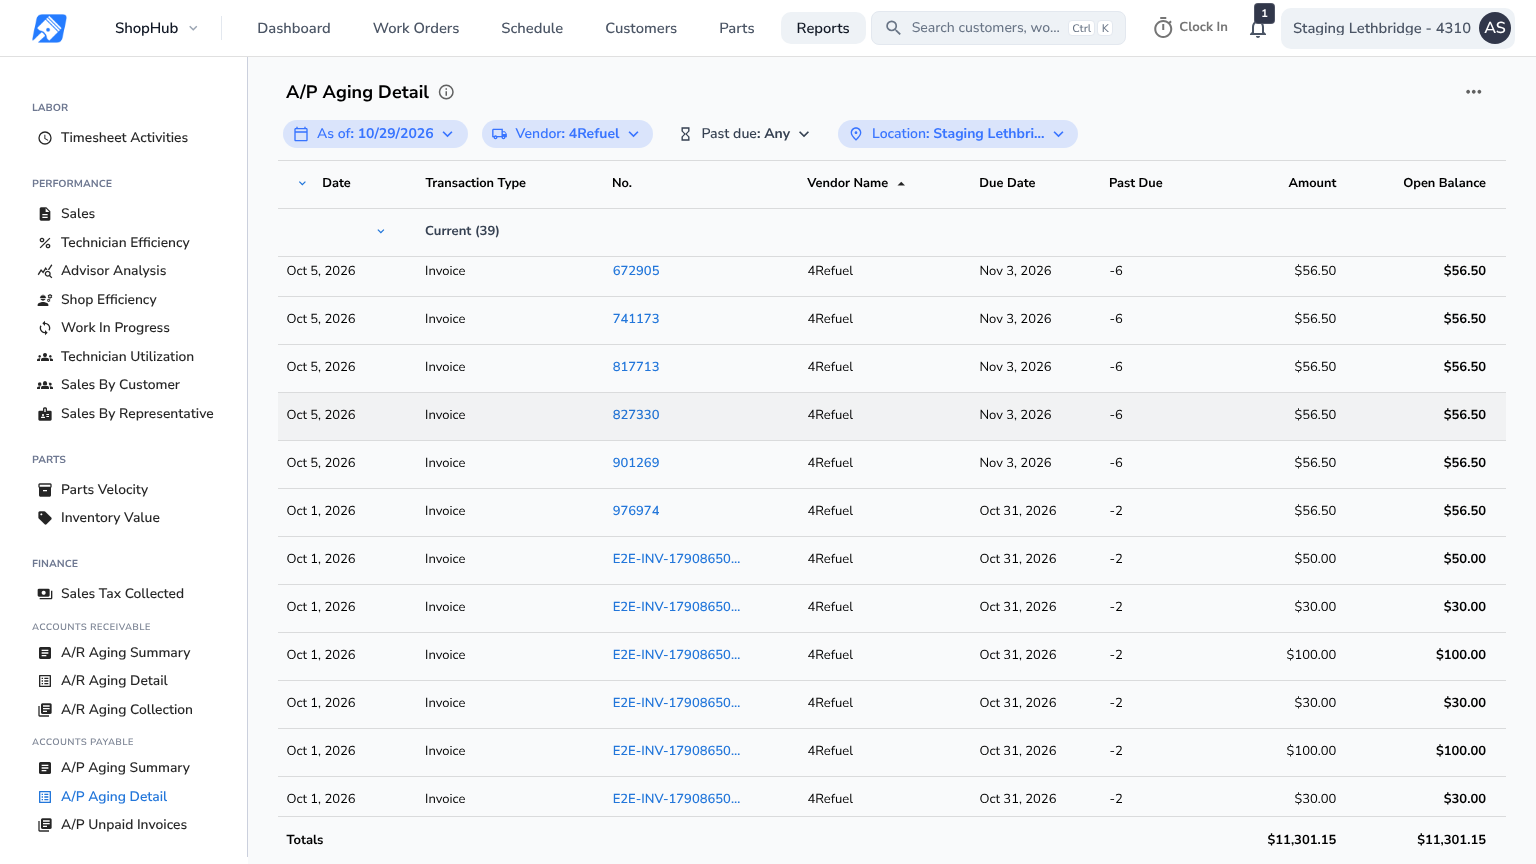 ShopHub
Dashboard
Work Orders
Schedule
Customers
Parts
Reports
Search customers, wo... Ctrl K
Clock In
1
Staging Lethbridge - 4310 AS
LABOR
Timesheet Activities
PERFORMANCE
Sales
Technician Efficiency
Advisor Analysis
Shop Efficiency
Work In Progress
Technician Utilization
Sales By Customer
Sales By Representative
PARTS
Parts Velocity
Inventory Value
FINANCE
Sales Tax Collected
ACCOUNTS RECEIVABLE
A/R Aging Summary
A/R Aging Detail
A/R Aging Collection
ACCOUNTS PAYABLE
A/P Aging Summary
A/P Aging Detail
A/P Unpaid Invoices
A/P Aging Detail
As of: 10/29/2026 Vendor: 4Refuel Past due: Any Location: Staging Lethbri...
Date Transaction Type No. Vendor Name Due Date Past Due Amount Open Balance
Current (39)
Oct 5, 2026 Invoice 672905 4Refuel Nov 3, 2026 -6 $56.50 $56.50
Oct 5, 2026 Invoice 741173 4Refuel Nov 3, 2026 -6 $56.50 $56.50
Oct 5, 2026 Invoice 817713 4Refuel Nov 3, 2026 -6 $56.50 $56.50
Oct 5, 2026 Invoice 827330 4Refuel Nov 3, 2026 -6 $56.50 $56.50
Oct 5, 2026 Invoice 901269 4Refuel Nov 3, 2026 -6 $56.50 $56.50
Oct 1, 2026 Invoice 976974 4Refuel Oct 31, 2026 -2 $56.50 $56.50
Oct 1, 2026 Invoice E2E-INV-17908650... 4Refuel Oct 31, 2026 -2 $50.00 $50.00
Oct 1, 2026 Invoice E2E-INV-17908650... 4Refuel Oct 31, 2026 -2 $30.00 $30.00
Oct 1, 2026 Invoice E2E-INV-17908650... 4Refuel Oct 31, 2026 -2 $100.00 $100.00
Oct 1, 2026 Invoice E2E-INV-17908650... 4Refuel Oct 31, 2026 -2 $30.00 $30.00
Oct 1, 2026 Invoice E2E-INV-17908650... 4Refuel Oct 31, 2026 -2 $100.00 $100.00
Oct 1, 2026 Invoice E2E-INV-17908650... 4Refuel Oct 31, 2026 -2 $30.00 $30.00
Totals $11,301.15 $11,301.15